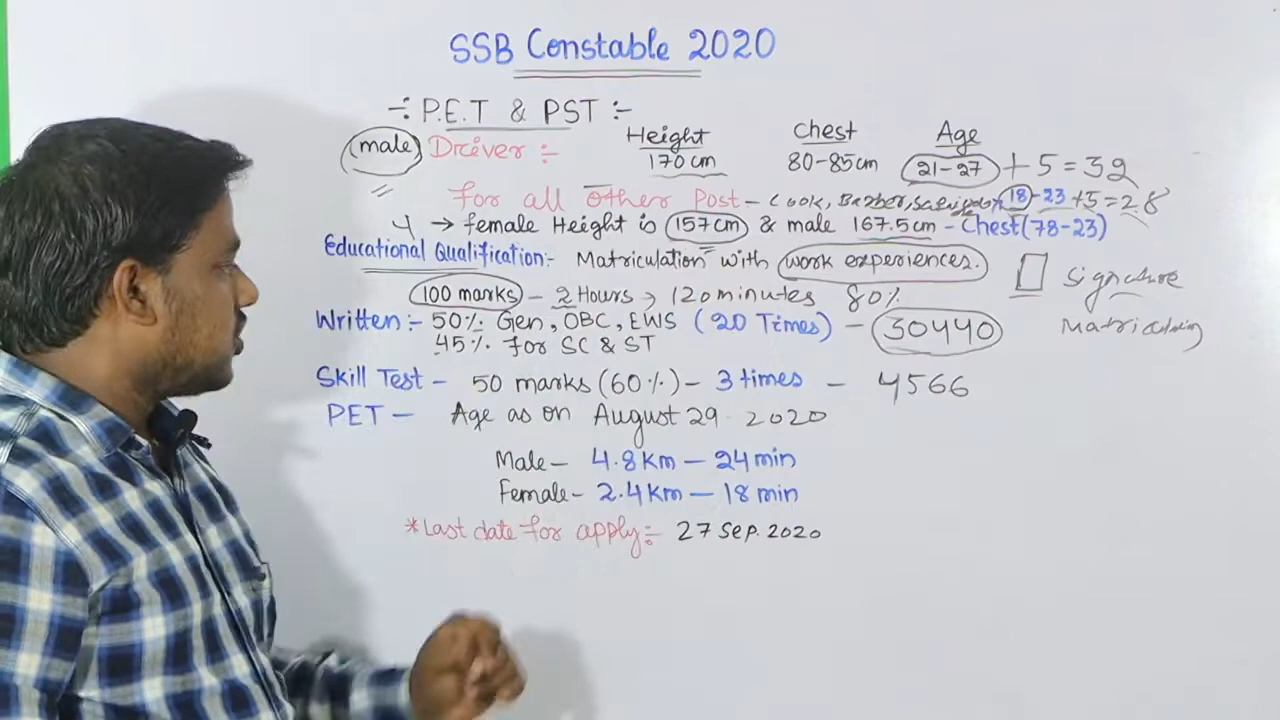 SSB Constable 2020
-: P.E.T & PST :-
Height Chest Age
(male) Driver :- 170 cm 80-85cm 21-27 + 5 = 32
For all other Post - Cook, Barber, 18-23 +5=28
4 → female Height is 157cm & male 167.5cm - Chest (78-23)
Educational Qualification:- Matriculation with work experiences.
Signature
100 marks - 2 Hours → 120 minutes 80%
Written:- 50% Gen, OBC, EWS (20 Times) - 30440
45% for SC & ST
Skill Test - 50 marks (60%) - 3 times - 4566
PET - Age as on August 29 2020
Male - 4.8 Km - 24 min
Female - 2.4 Km - 18 min
*Last date for apply:- 27 Sep. 2020